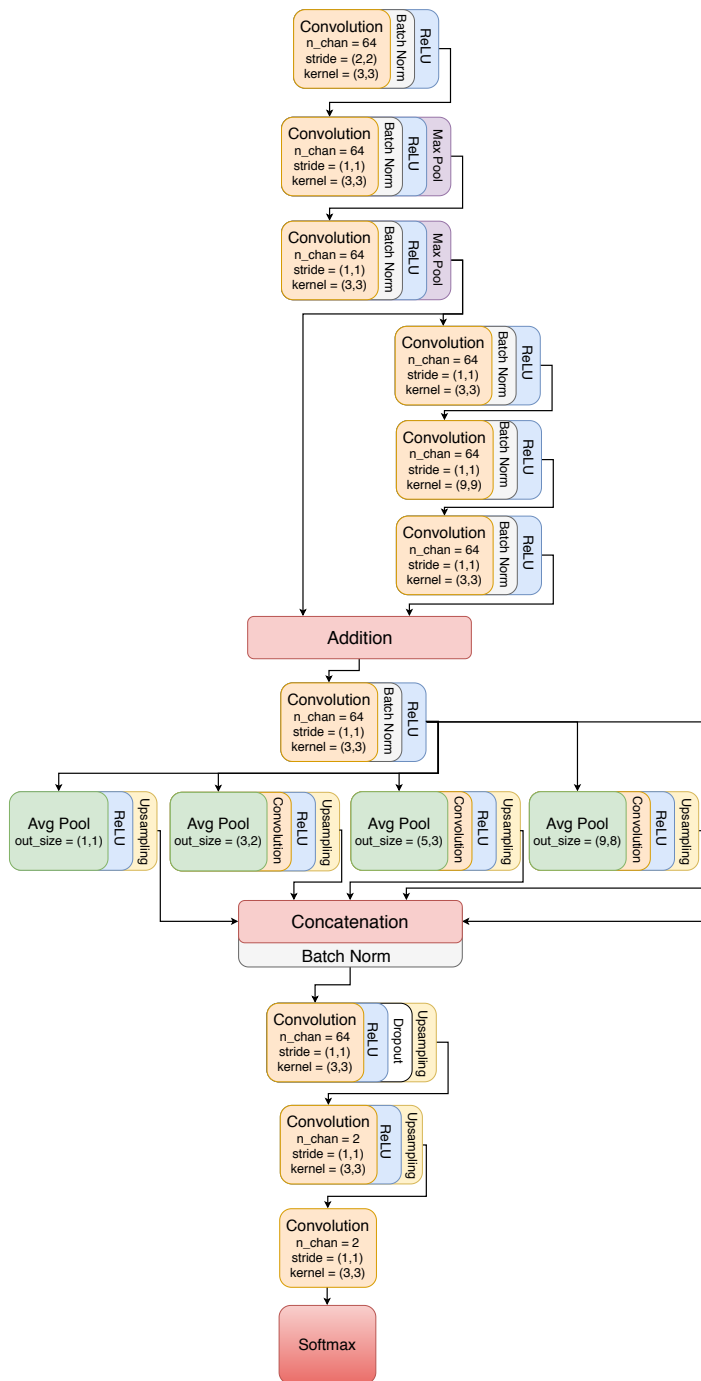 Convolution
n_chan = 64
stride = (2,2)
kernel = (3,3)
Batch Norm
ReLU
Convolution
n_chan = 64
stride = (1,1)
kernel = (3,3)
Batch Norm
ReLU
Max Pool
Convolution
n_chan = 64
stride = (1,1)
kernel = (3,3)
Batch Norm
ReLU
Max Pool
Convolution
n_chan = 64
stride = (1,1)
kernel = (3,3)
Batch Norm
ReLU
Convolution
n_chan = 64
stride = (1,1)
kernel = (9,9)
Batch Norm
ReLU
Convolution
n_chan = 64
stride = (1,1)
kernel = (3,3)
Batch Norm
ReLU
Addition
Convolution
n_chan = 64
stride = (1,1)
kernel = (3,3)
Batch Norm
ReLU
Avg Pool
out_size = (1,1)
ReLU
Upsampling
Avg Pool
out_size = (3,2)
Convolution
ReLU
Upsampling
Avg Pool
out_size = (5,3)
Convolution
ReLU
Upsampling
Avg Pool
out_size = (9,8)
Convolution
ReLU
Upsampling
Concatenation
Batch Norm
Convolution
n_chan = 64
stride = (1,1)
kernel = (3,3)
ReLU
Dropout
Upsampling
Convolution
n_chan = 2
stride = (1,1)
kernel = (3,3)
ReLU
Upsampling
Convolution
n_chan = 2
stride = (1,1)
kernel = (3,3)
Softmax